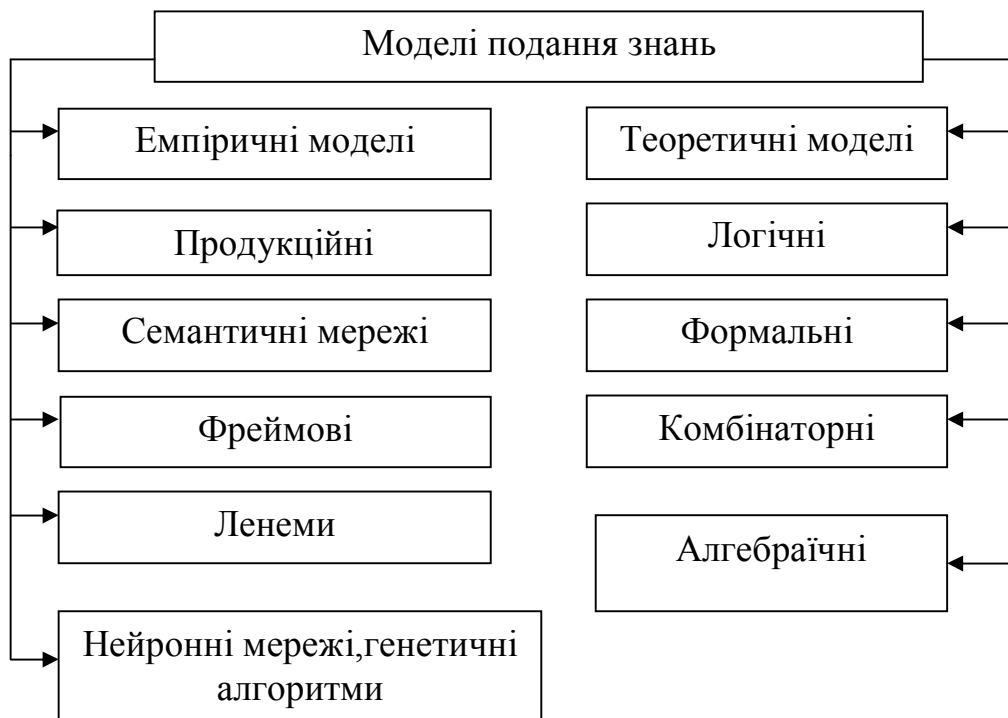 Моделі подання знань
Емпіричні моделі
Продукційні
Семантичні мережі
Фреймові
Ленеми
Нейронні мережі,генетичні
алгоритми
Теоретичні моделі
Логічні
Формальні
Комбінаторні
Алгебраїчні